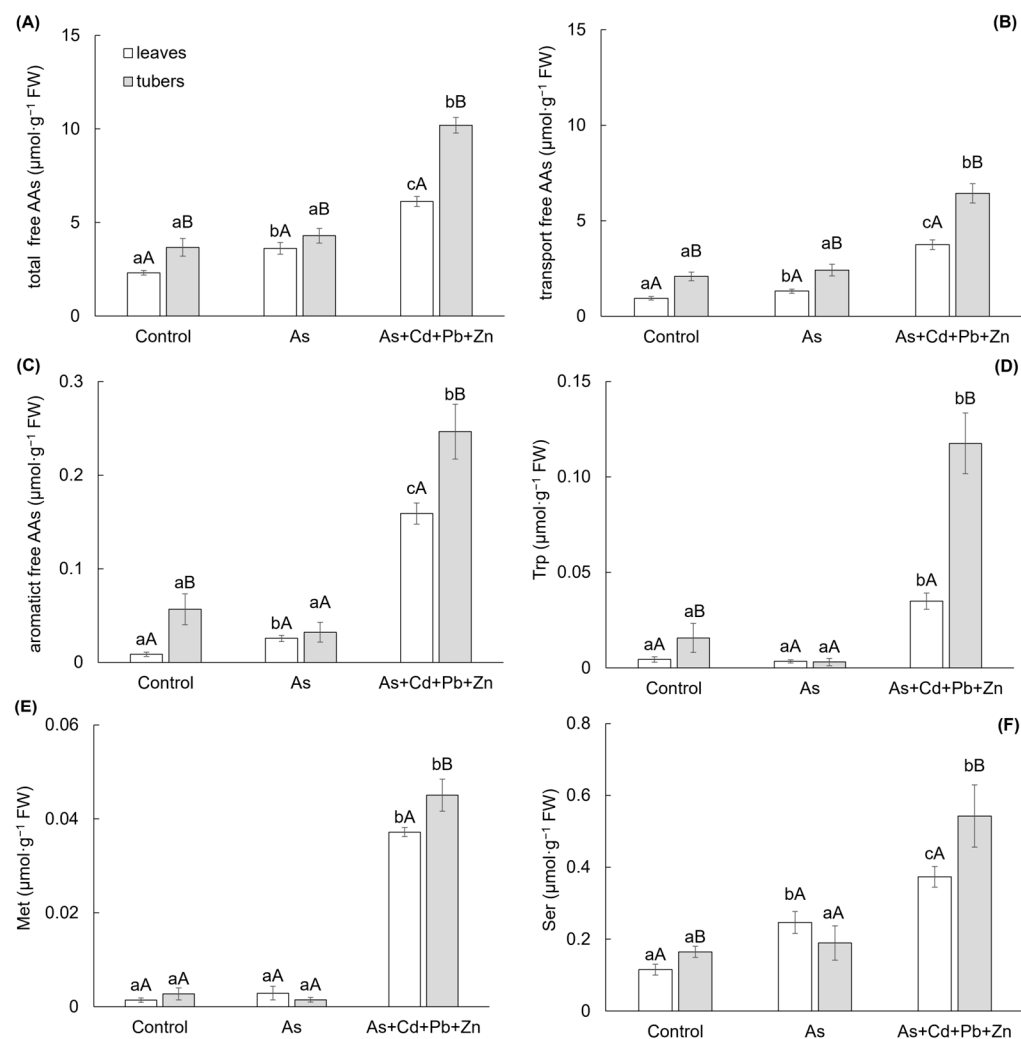 (A)
total free AAs (µmol·g⁻¹ FW)
15
10
5
0
leaves
tubers
aA
aB
bA
aB
cA
bB
Control
As
As+Cd+Pb+Zn
(B)
transport free AAs (µmol·g⁻¹ FW)
15
10
5
0
aA
aB
bA
aB
cA
bB
Control
As
As+Cd+Pb+Zn
(C)
aromatict free AAs (µmol·g⁻¹ FW)
0.3
0.2
0.1
0
aA
aB
bA
aA
cA
bB
Control
As
As+Cd+Pb+Zn
(D)
Trp (µmol·g⁻¹ FW)
0.15
0.10
0.05
0
aA
aB
aA
aA
bA
bB
Control
As
As+Cd+Pb+Zn
(E)
Met (µmol·g⁻¹ FW)
0.06
0.04
0.02
0
aA
aA
aA
aA
bA
bB
Control
As
As+Cd+Pb+Zn
(F)
Ser (µmol·g⁻¹ FW)
0.8
0.6
0.4
0.2
0
aA
aB
bA
aA
cA
bB
Control
As
As+Cd+Pb+Zn